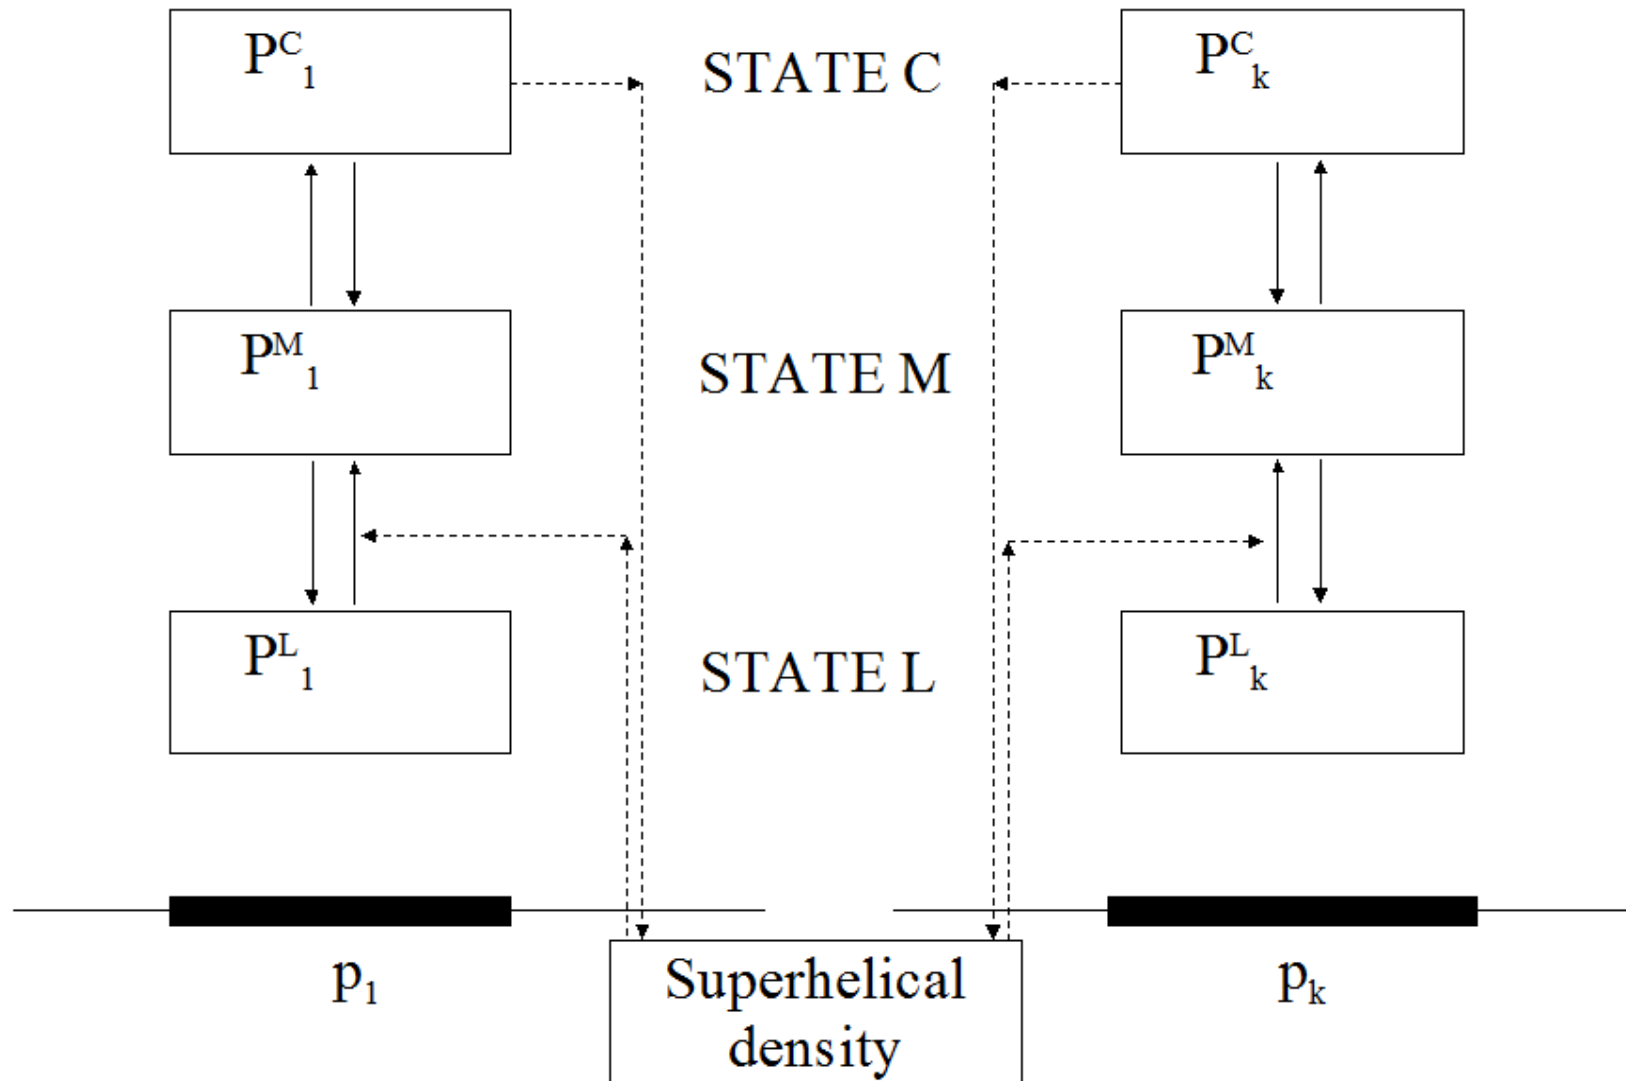 P^C_1 STATE C P^C_k
P^M_1 STATE M P^M_k
P^L_1 STATE L P^L_k
p_1 p_k
Superhelical
density